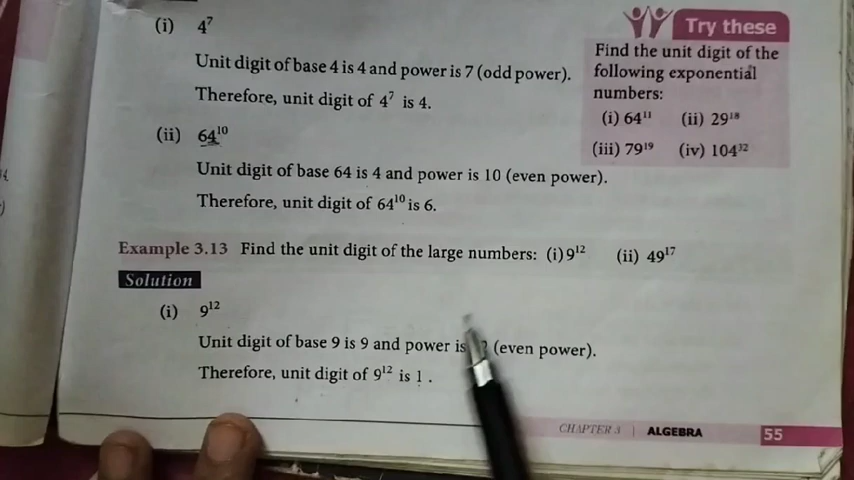 (i) 4⁷
Unit digit of base 4 is 4 and power is 7 (odd power).
Therefore, unit digit of 4⁷ is 4.
(ii) 64¹⁰
Unit digit of base 64 is 4 and power is 10 (even power).
Therefore, unit digit of 64¹⁰ is 6.
Try these
Find the unit digit of the
following exponential
numbers:
(i) 64¹¹ (ii) 29¹⁸
(iii) 79¹⁹ (iv) 104³²
Example 3.13 Find the unit digit of the large numbers: (i) 9¹² (ii) 49¹⁷
Solution
(i) 9¹²
Unit digit of base 9 is 9 and power is (even power).
Therefore, unit digit of 9¹² is 1 .
CHAPTER 3 | ALGEBRA 55